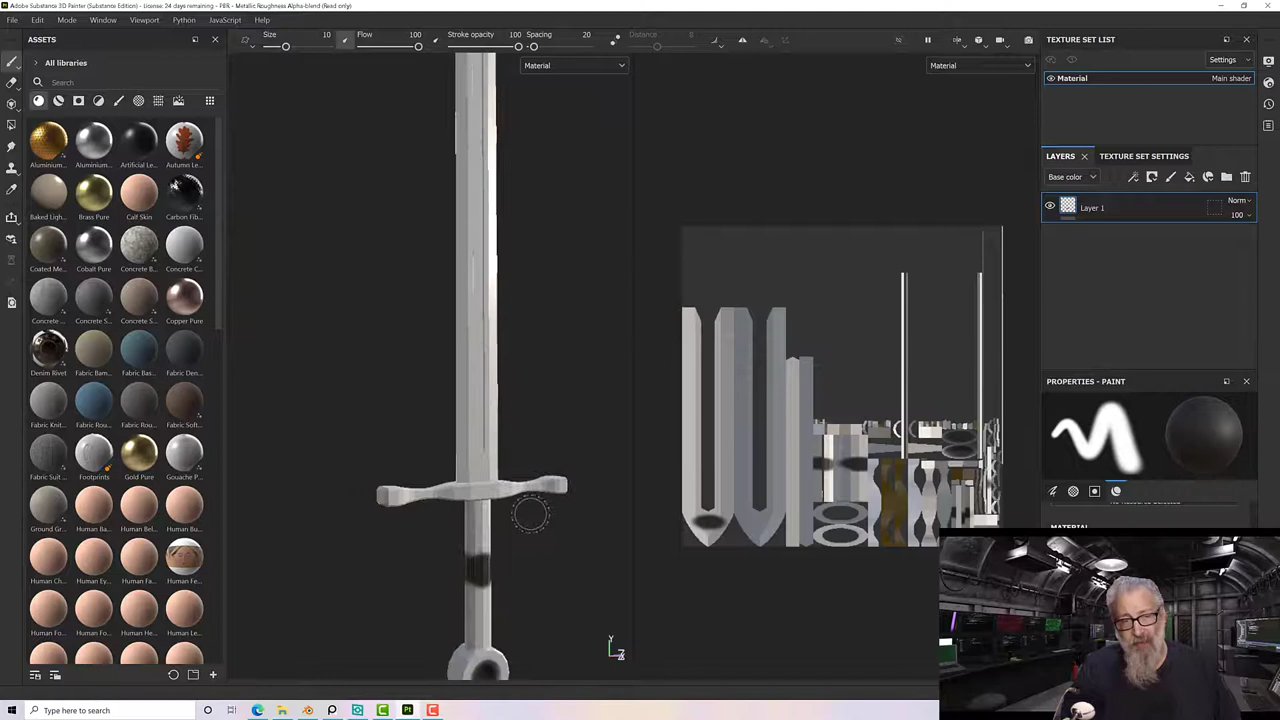 Adobe Substance 3D Painter (Substance Edition) - License: 24 days remaining - PBR - Metallic Roughness Alpha-blend (Read only)
File Edit Mode Window Viewport Python JavaScript Help
ASSETS
Size 10 Flow 100 Stroke opacity 100 Spacing 20 Distance 8
TEXTURE SET LIST
Settings
Material Main shader
All libraries
Search
Material
Material
Aluminium... Aluminium... Artificial Le... Autumn Le...
Baked Ligh... Brass Pure Calf Skin Carbon Fib...
Coated Me... Cobalt Pure Concrete B... Concrete C...
Concrete ... Concrete S... Concrete S... Copper Pure
Denim Rivet Fabric Bam... Fabric Bas... Fabric Den...
Fabric Knit... Fabric Rou... Fabric Rou... Fabric Soft...
Fabric Suit ... Footprints Gold Pure Gouache P...
Ground Gr... Human Ba... Human Bel... Human Bu...
Human Ch... Human Ey... Human Fa... Human Fe...
Human Fo... Human Fo... Human He... Human Le...
LAYERS TEXTURE SET SETTINGS
Base color
Layer 1 Norm
100
PROPERTIES - PAINT
MATERIAL
Y
Z
Type here to search